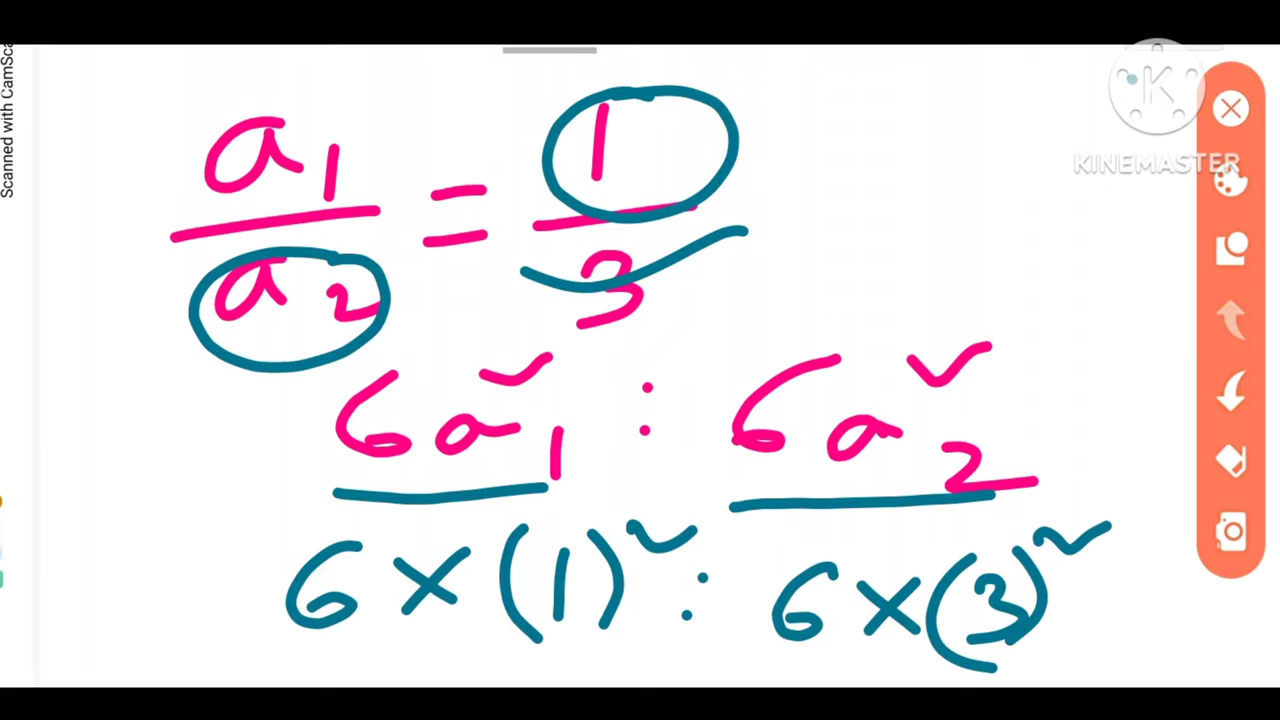 Scanned with CamSca
KINEMASTER
a₁/a₂ = 1/3
6a₁² : 6a₂²
6×(1)² : 6×(3)²